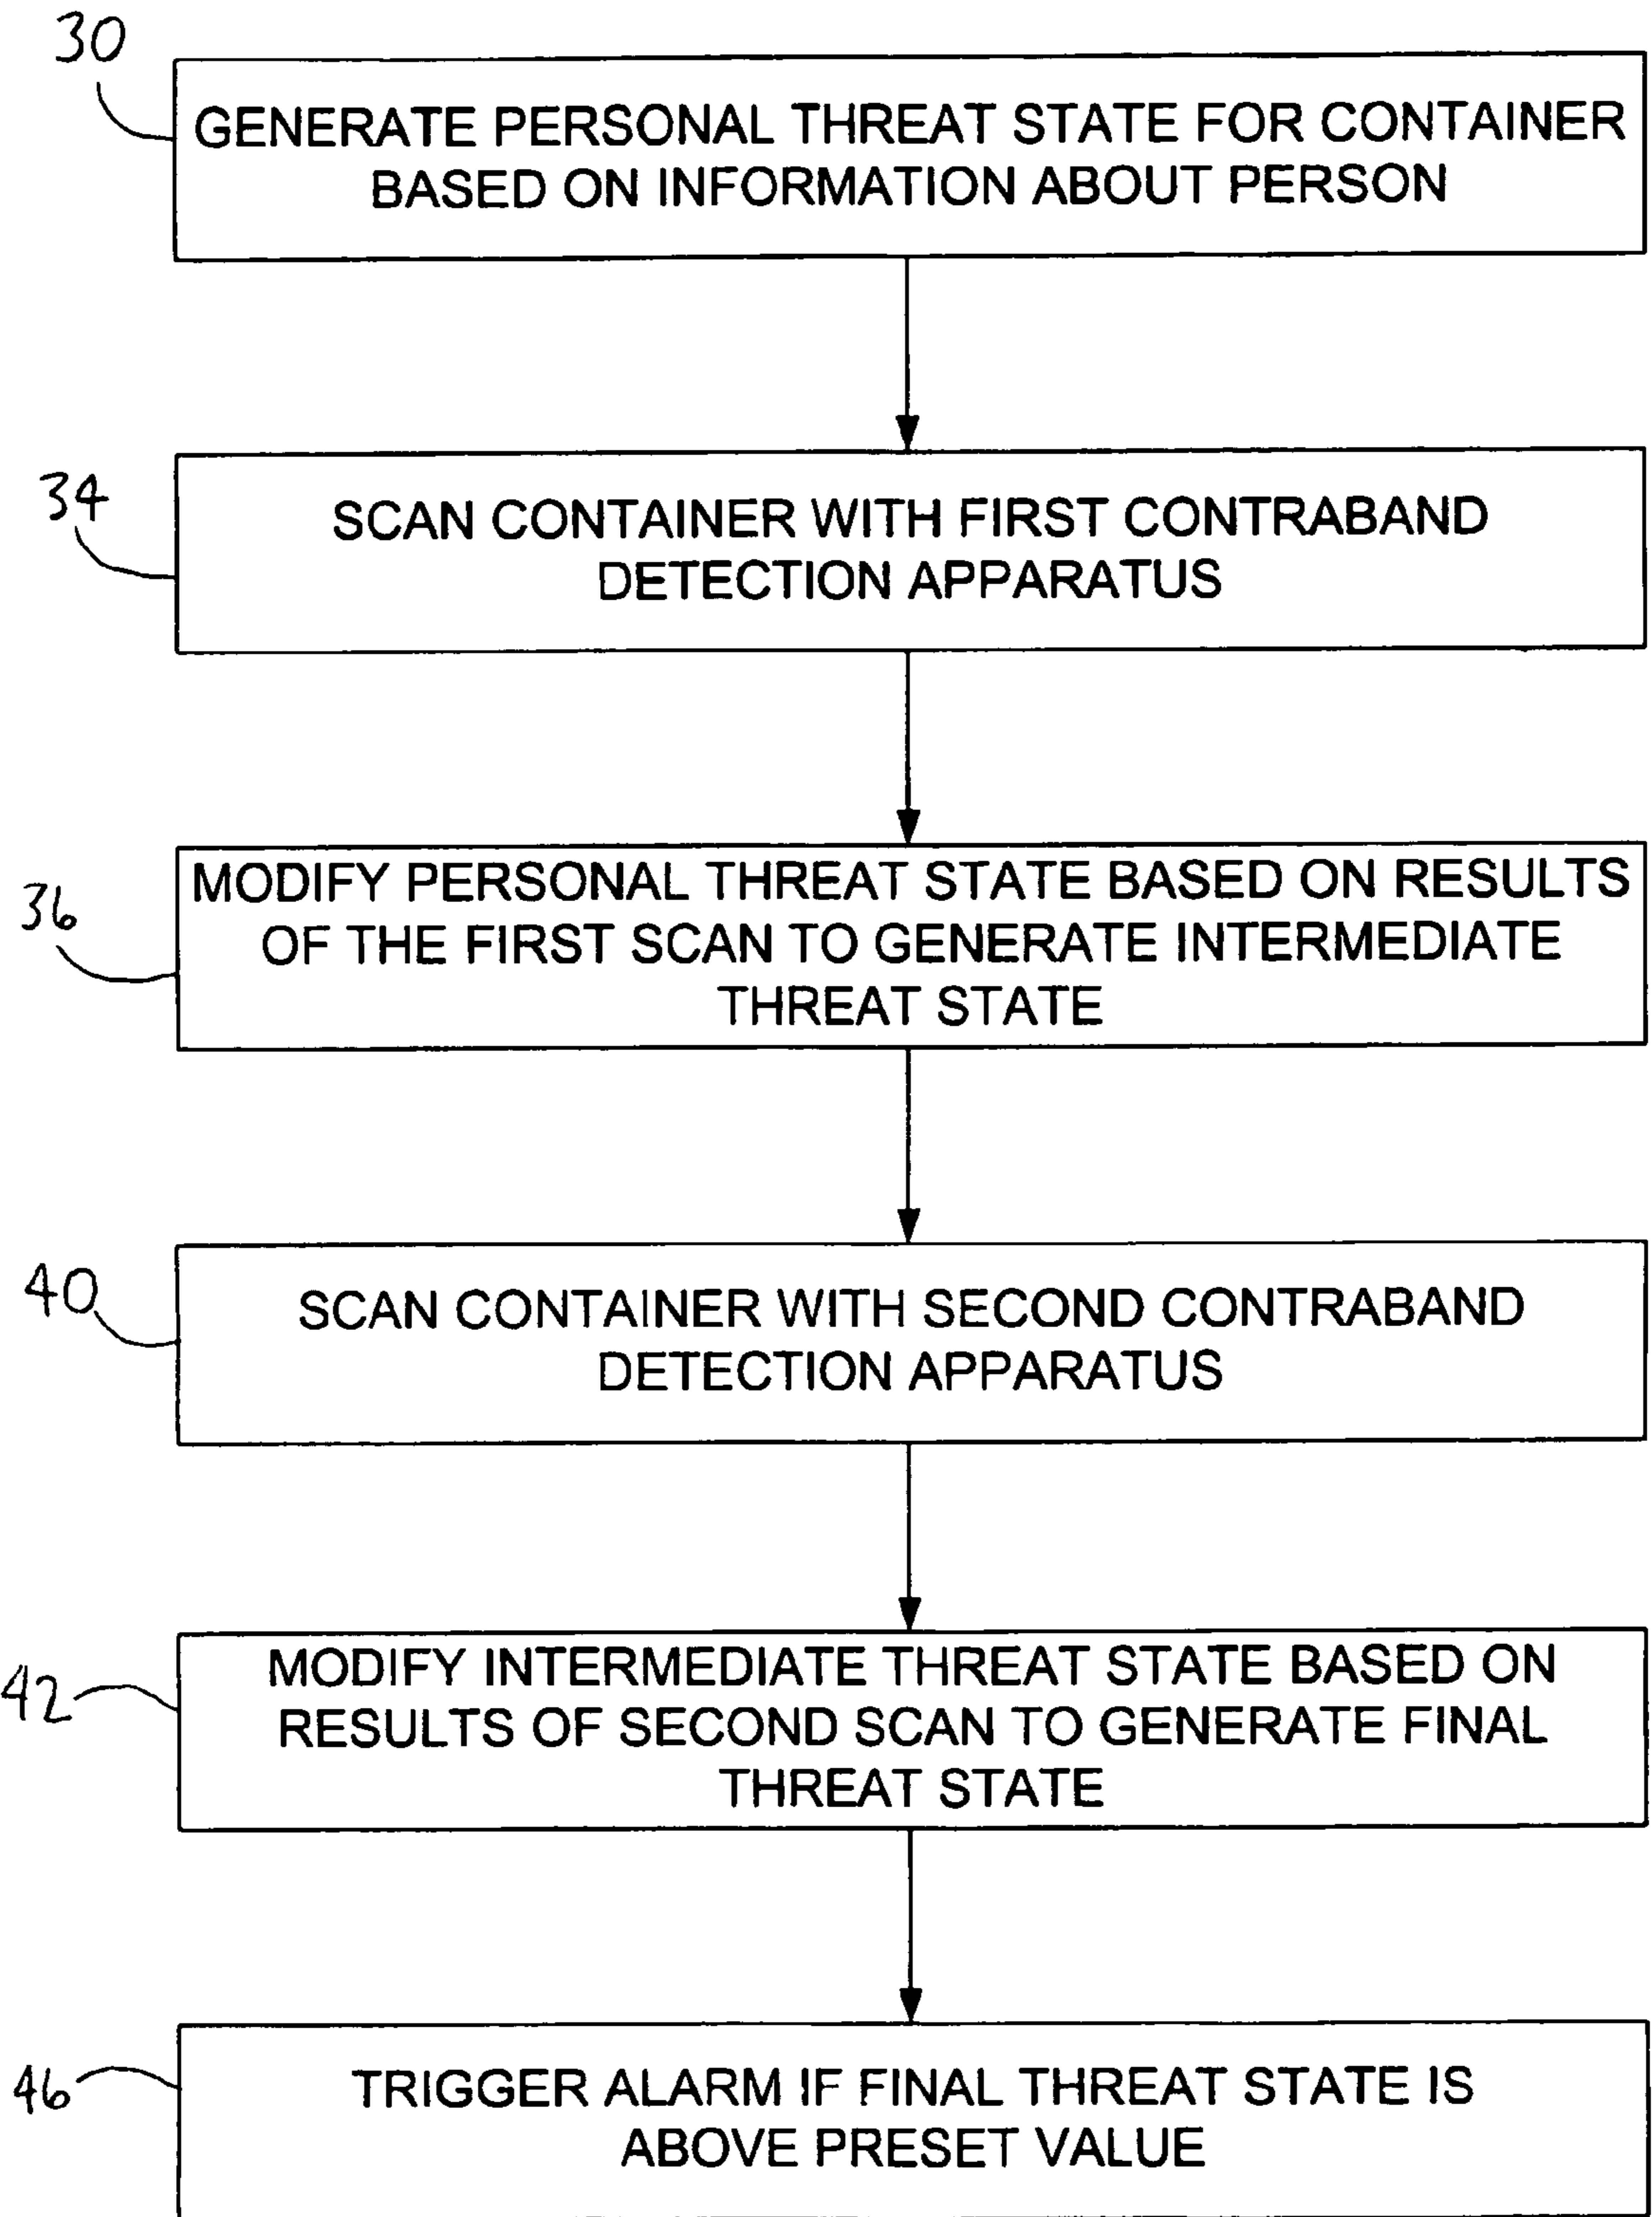 30
GENERATE PERSONAL THREAT STATE FOR CONTAINER
BASED ON INFORMATION ABOUT PERSON
34
SCAN CONTAINER WITH FIRST CONTRABAND
DETECTION APPARATUS
36
MODIFY PERSONAL THREAT STATE BASED ON RESULTS
OF THE FIRST SCAN TO GENERATE INTERMEDIATE
THREAT STATE
40
SCAN CONTAINER WITH SECOND CONTRABAND
DETECTION APPARATUS
42
MODIFY INTERMEDIATE THREAT STATE BASED ON
RESULTS OF SECOND SCAN TO GENERATE FINAL
THREAT STATE
46
TRIGGER ALARM IF FINAL THREAT STATE IS
ABOVE PRESET VALUE